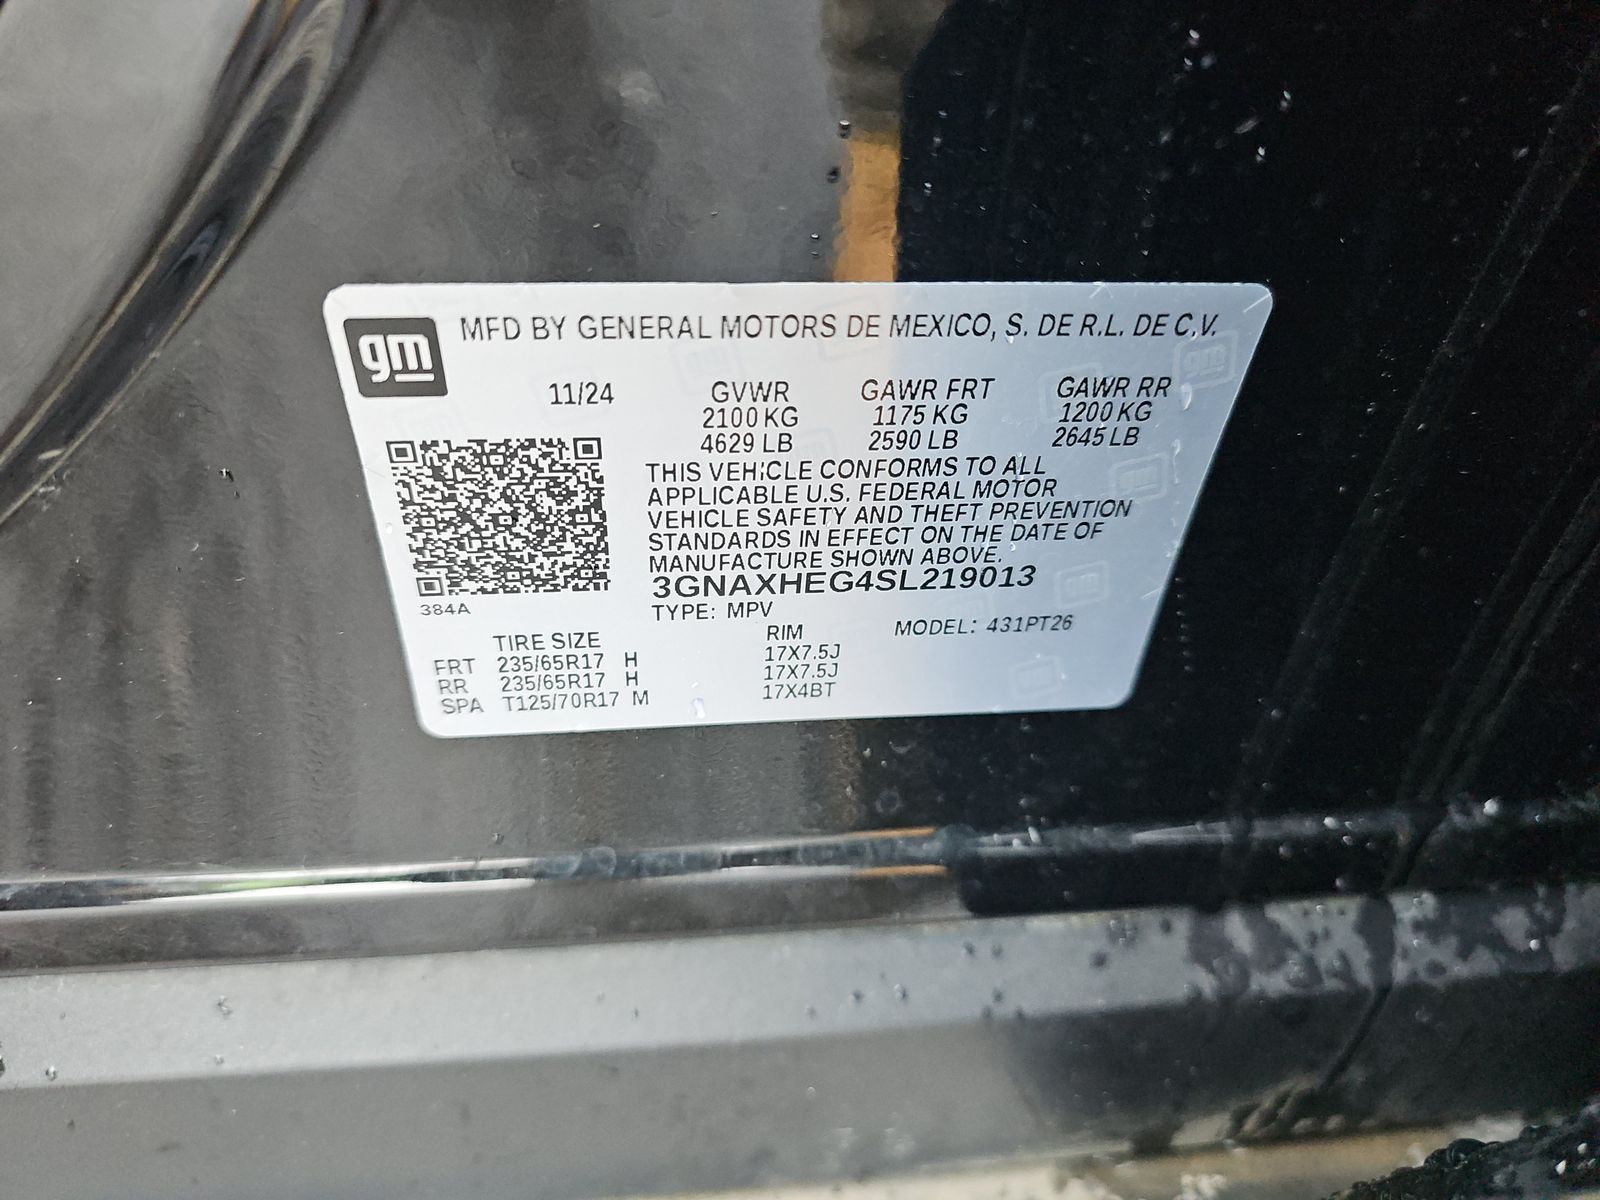 gm
MFD BY GENERAL MOTORS DE MEXICO, S. DE R.L. DE C.V.
11/24 GVWR GAWR FRT GAWR RR
2100 KG 1175 KG 1200 KG
4629 LB 2590 LB 2645 LB
THIS VEHICLE CONFORMS TO ALL
APPLICABLE U.S. FEDERAL MOTOR
VEHICLE SAFETY AND THEFT PREVENTION
STANDARDS IN EFFECT ON THE DATE OF
MANUFACTURE SHOWN ABOVE.
3GNAXHEG4SL219013
384A
TYPE: MPV
MODEL: 431PT26
TIRE SIZE RIM
FRT 235/65R17 H 17X7.5J
RR 235/65R17 H 17X7.5J
SPA T125/70R17 M 17X4BT